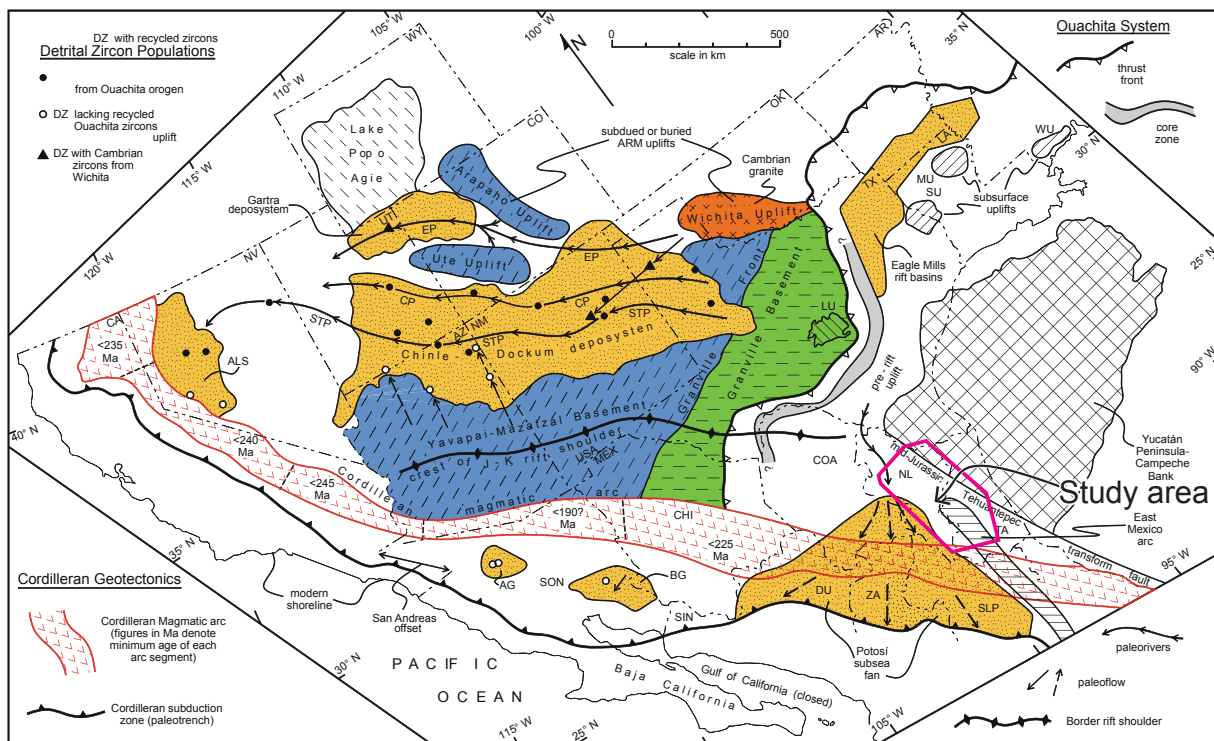 DZ with recycled zircons
Detrital Zircon Populations
from Ouachita orogen
DZ lacking recycled
Ouachita zircons
uplift
DZ with Cambrian
zircons from
Wichita
110° W
105° W
WY
100° W
N
0
500
scale in km
AR
35° N
Ouachita System
thrust
front
core
zone
30° N
115° W
Lake
Popo
Agie
CO
OK
subdued or buried
ARM uplifts
Cambrian
granite
LA
TX
WU
MU
SU
subsurface
uplifts
Gartra
deposystem
UT
EP
Arapaho Uplift
Ute Uplift
Wichita Uplift
EP
Front
Eagle Mills
rift basins
25° N
120° W
NV
CP
CP
STP
STP
STP
AZ
NM
Chinle - Dockum deposysten
Grenville Basement
Grenville
LU
CA
<235
Ma
ALS
Yavapai-Mazatzal Basement
crest of J-K rift shoulder
USA
MEX
pre-rift
uplift
90° W
40° N
<240
Ma
<245
Ma
Cordilleran
magmatic arc
<190?
Ma
CHI
<225
Ma
?
COA
NL
mid-Jurassic
Tehuantepec
TA
transform fault
Yucatán
Peninsula-
Campeche
Bank
Study area
East
Mexico
arc
95° W
35° N
modern
shoreline
San Andreas
offset
AG
SON
BG
SIN
DU
ZA
SLP
Potosí
subsea
fan
Cordilleran Geotectonics
Cordilleran Magmatic arc
(figures in Ma denote
minimum age of each
arc segment)
Cordilleran subduction
zone (paleotrench)
30° N
PACIFIC
OCEAN
Baja California
Gulf of California (closed)
115° W
25° N
105° W
paleorivers
paleoflow
Border rift shoulder